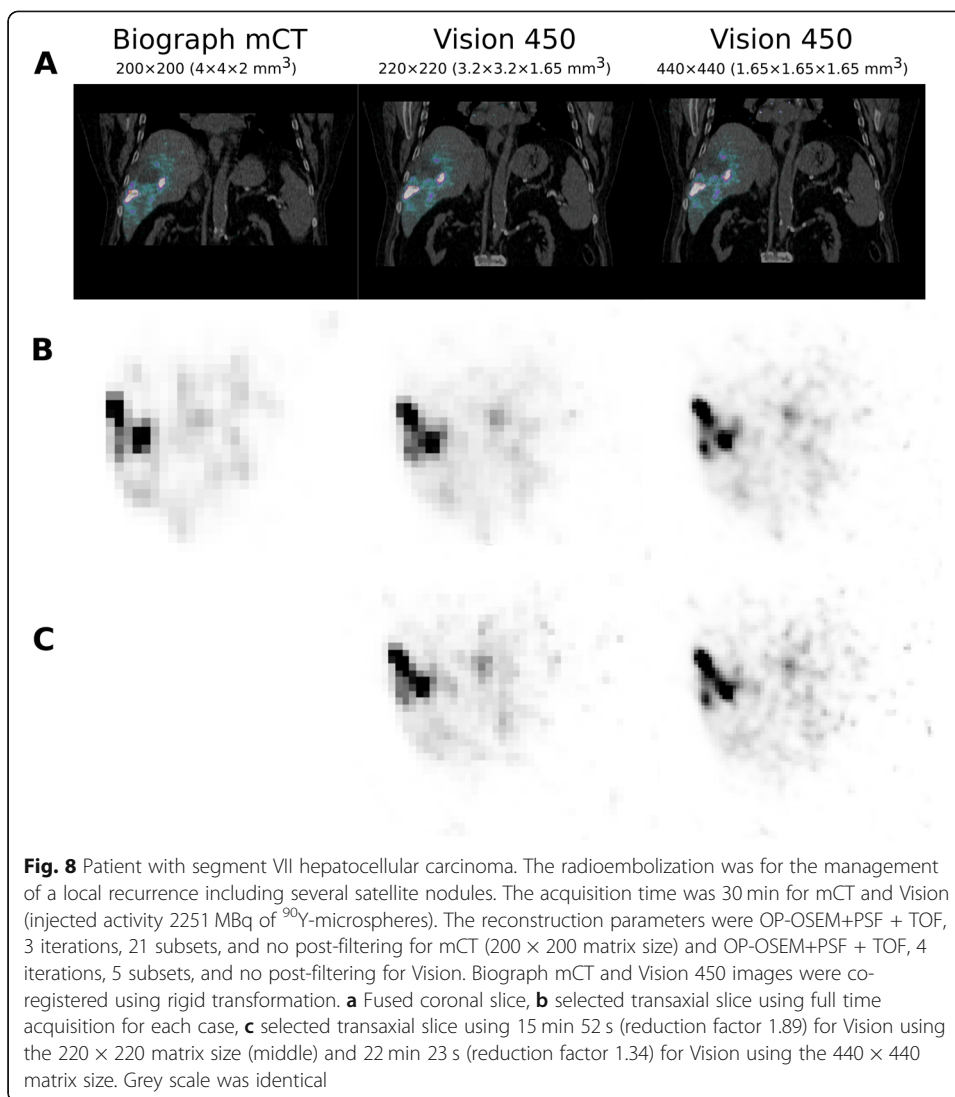 Biograph mCT
200×200 (4×4×2 mm³)
Vision 450
220×220 (3.2×3.2×1.65 mm³)
Vision 450
440×440 (1.65×1.65×1.65 mm³)
A
B
C
Fig. 8 Patient with segment VII hepatocellular carcinoma. The radioembolization was for the management
of a local recurrence including several satellite nodules. The acquisition time was 30 min for mCT and Vision
(injected activity 2251 MBq of ⁹⁰Y-microspheres). The reconstruction parameters were OP-OSEM+PSF + TOF,
3 iterations, 21 subsets, and no post-filtering for mCT (200 × 200 matrix size) and OP-OSEM+PSF + TOF, 4
iterations, 5 subsets, and no post-filtering for Vision. Biograph mCT and Vision 450 images were co-
registered using rigid transformation. a Fused coronal slice, b selected transaxial slice using full time
acquisition for each case, c selected transaxial slice using 15 min 52 s (reduction factor 1.89) for Vision using
the 220 × 220 matrix size (middle) and 22 min 23 s (reduction factor 1.34) for Vision using the 440 × 440
matrix size. Grey scale was identical